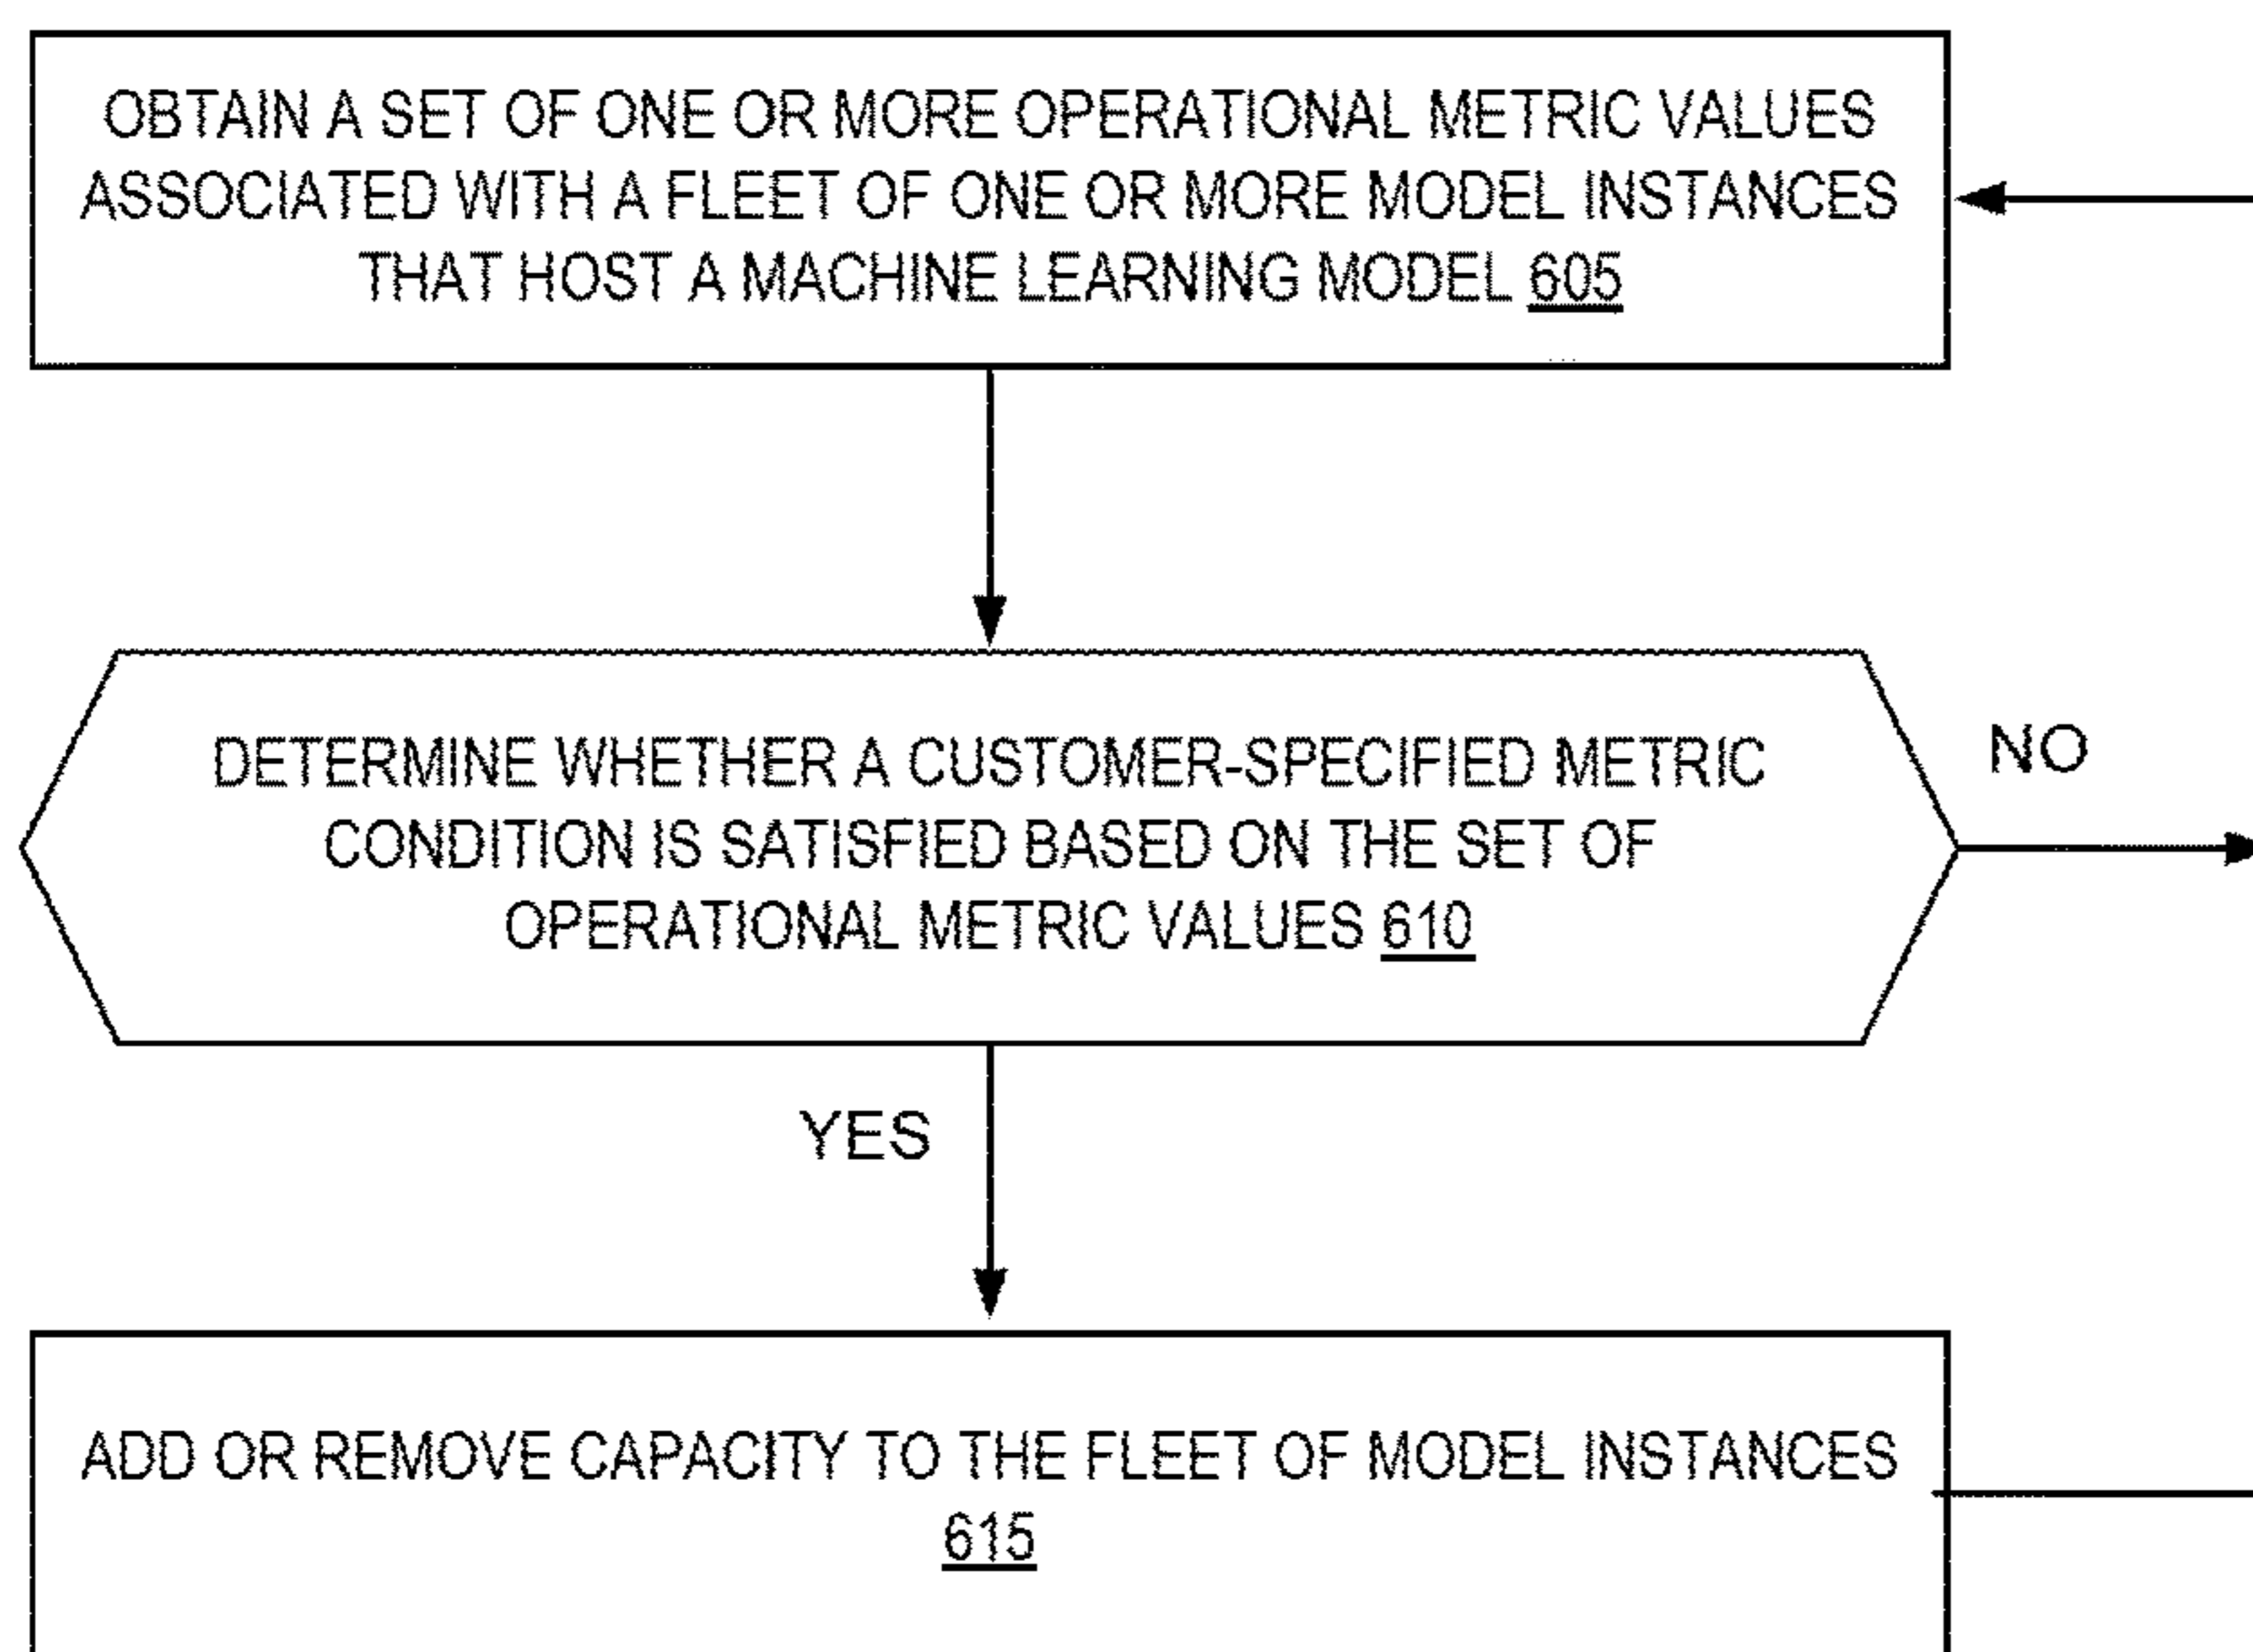 OBTAIN A SET OF ONE OR MORE OPERATIONAL METRIC VALUES
ASSOCIATED WITH A FLEET OF ONE OR MORE MODEL INSTANCES
THAT HOST A MACHINE LEARNING MODEL 605
DETERMINE WHETHER A CUSTOMER-SPECIFIED METRIC
CONDITION IS SATISFIED BASED ON THE SET OF
OPERATIONAL METRIC VALUES 610
NO
YES
ADD OR REMOVE CAPACITY TO THE FLEET OF MODEL INSTANCES
615